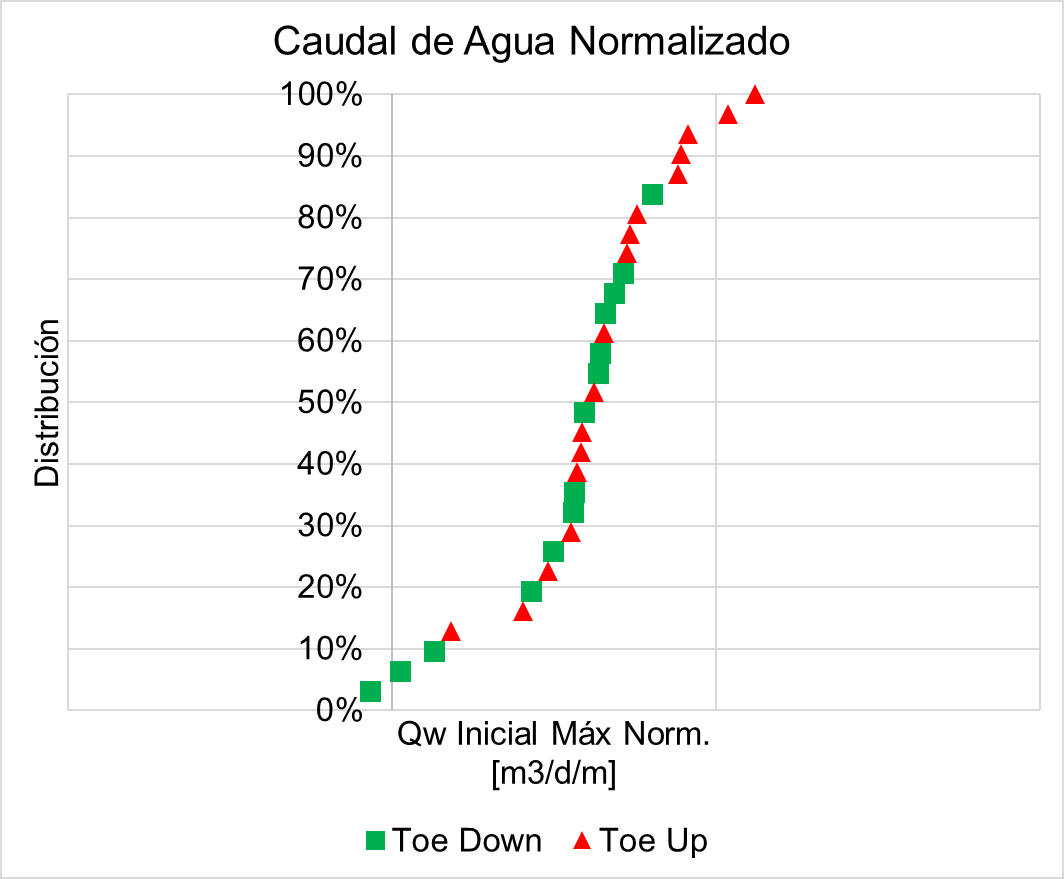 Caudal de Agua Normalizado
100%
90%
80%
70%
60%
50%
40%
30%
20%
10%
0%
Distribución
Qw Inicial Máx Norm.
[m3/d/m]
Toe Down Toe Up